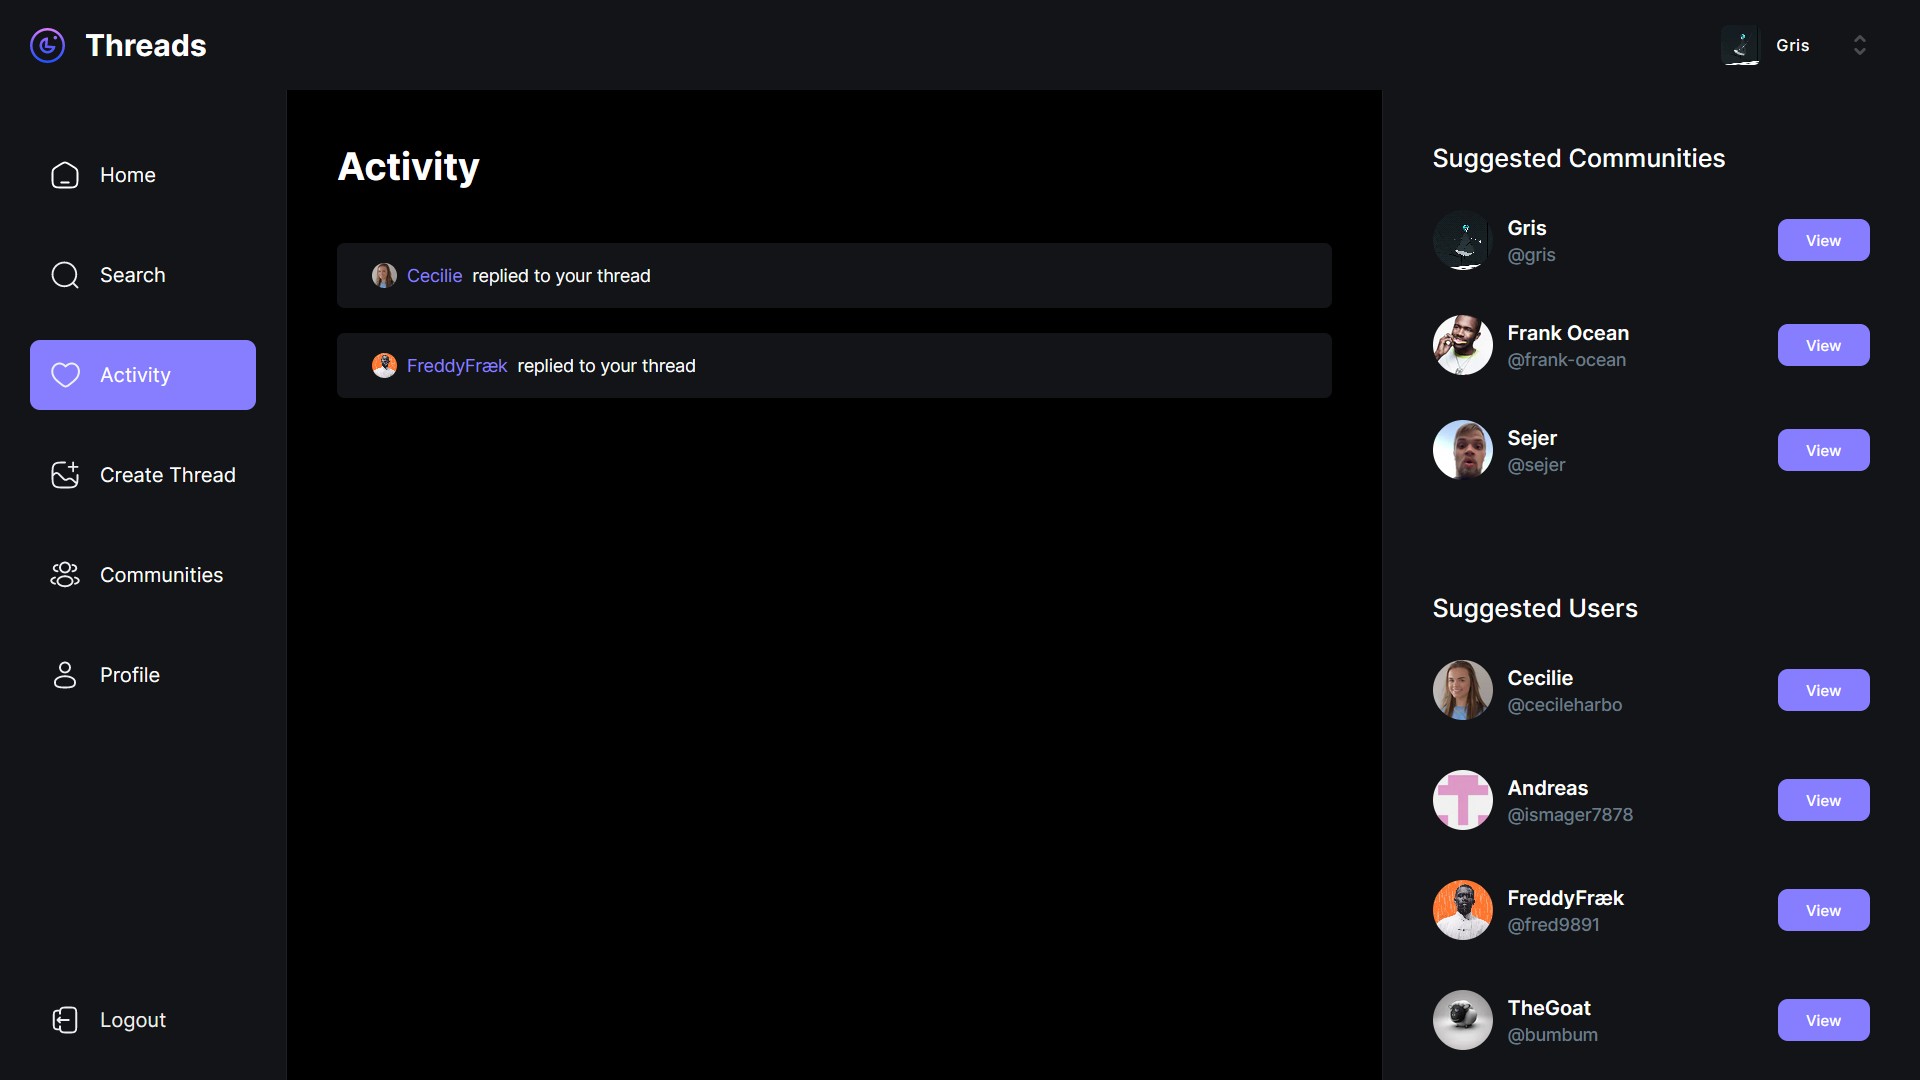 Threads
Gris
Home
Search
Activity
Create Thread
Communities
Profile
Logout
Activity
Cecilie replied to your thread
FreddyFræk replied to your thread
Suggested Communities
Gris
@gris
View
Frank Ocean
@frank-ocean
View
Sejer
@sejer
View
Suggested Users
Cecilie
@cecileharbo
View
Andreas
@ismager7878
View
FreddyFræk
@fred9891
View
TheGoat
@bumbum
View